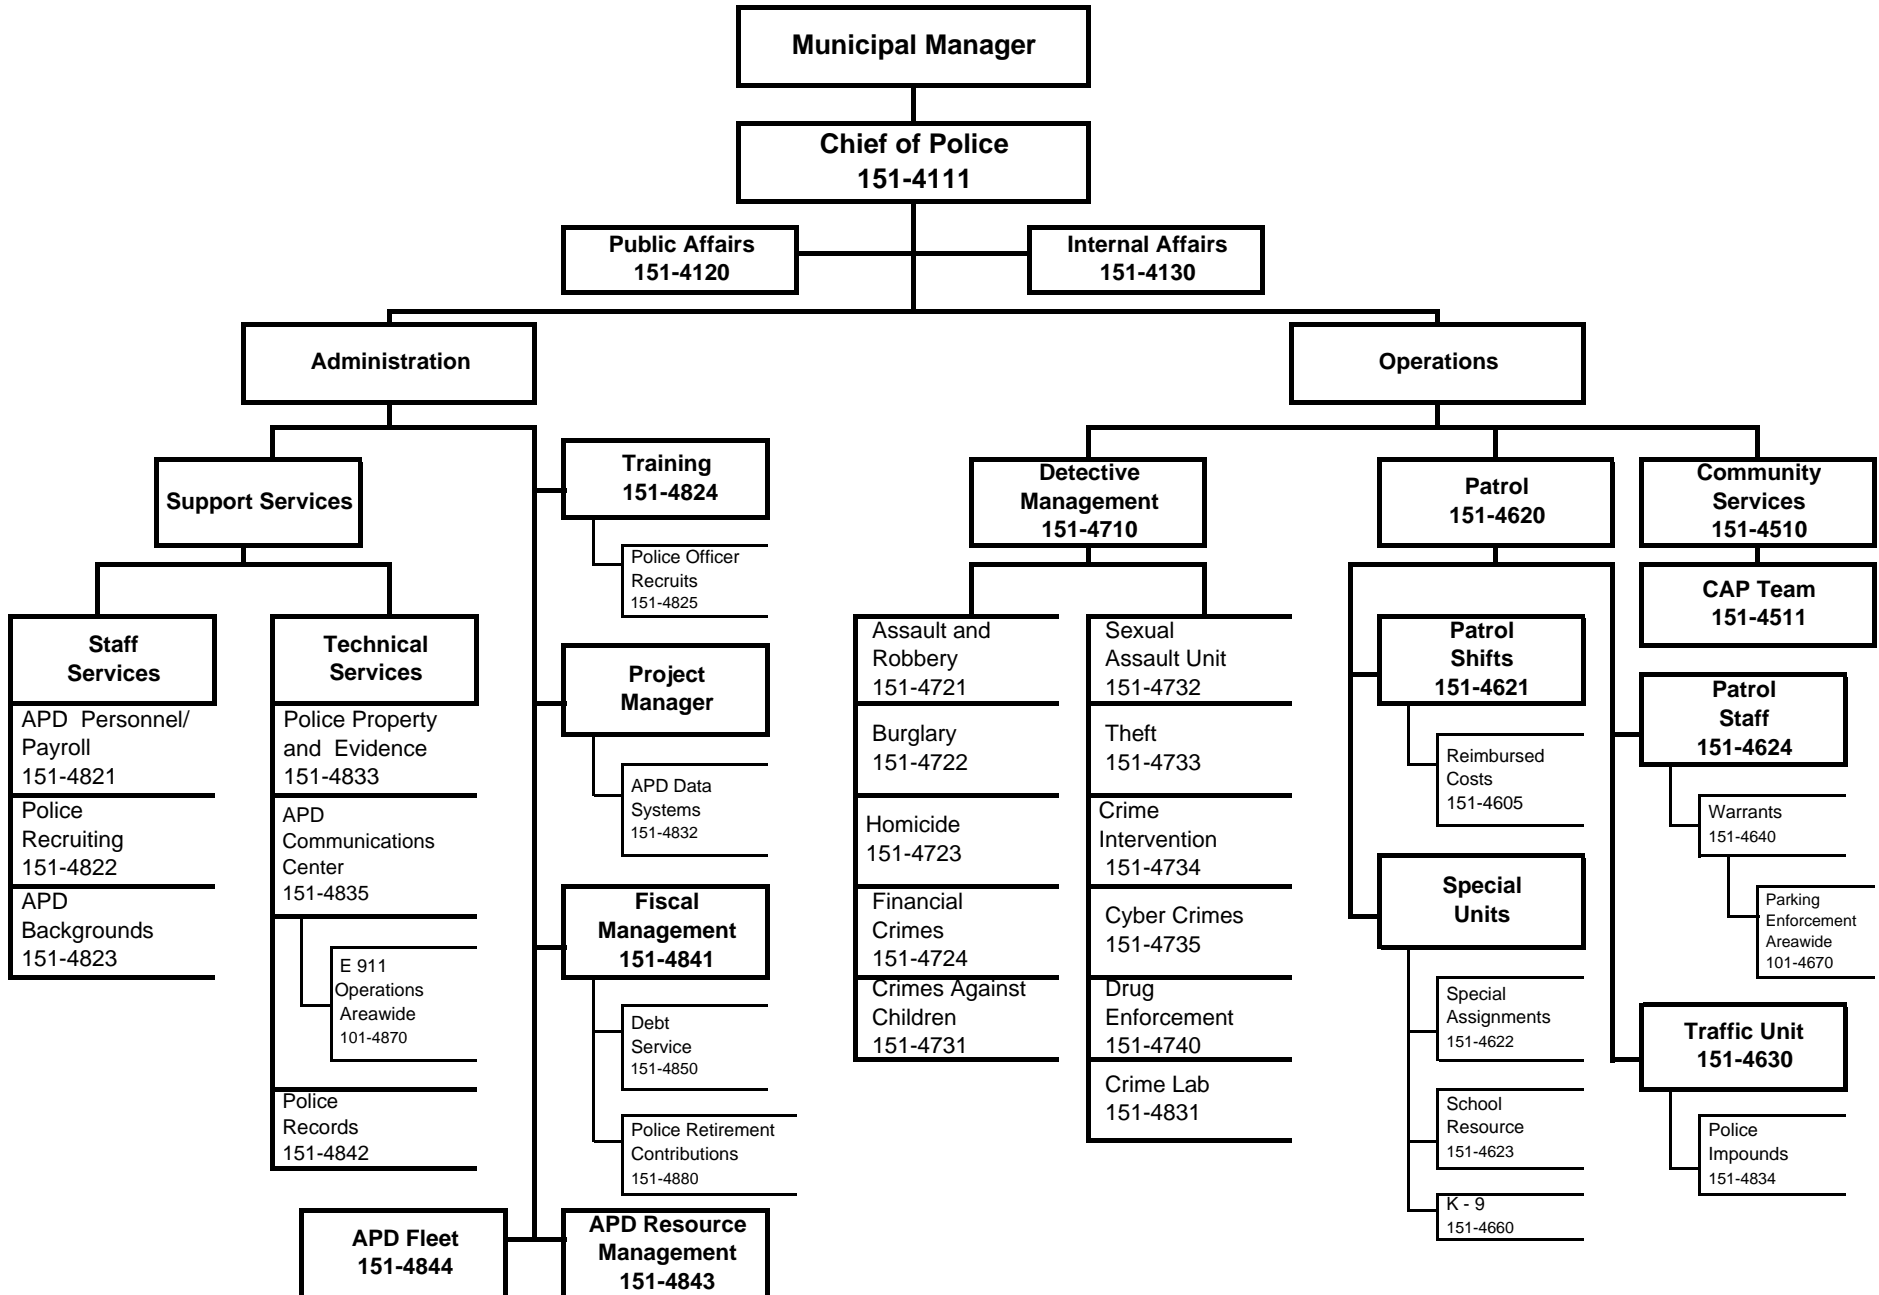 Municipal Manager
Chief of Police
151-4111
Public Affairs
151-4120
Internal Affairs
151-4130
Administration
Operations
Support Services
Training
151-4824
Police Officer
Recruits
151-4825
Detective
Management
151-4710
Patrol
151-4620
Community
Services
151-4510
CAP Team
151-4511
Staff
Services
APD  Personnel/
Payroll
151-4821
Police
Recruiting
151-4822
APD
Backgrounds
151-4823
Technical
Services
Police Property
and  Evidence
151-4833
APD
Communications
Center
151-4835
E 911
Operations
Areawide
101-4870
Police
Records
151-4842
Project
Manager
APD Data
Systems
151-4832
Fiscal
Management
151-4841
Debt
Service
151-4850
Police Retirement
Contributions
151-4880
APD Fleet
151-4844
APD Resource
Management
151-4843
Assault and
Robbery
151-4721
Burglary
151-4722
Homicide
151-4723
Financial
Crimes
151-4724
Crimes Against
Children
151-4731
Sexual
Assault Unit
151-4732
Theft
151-4733
Crime
Intervention
151-4734
Cyber Crimes
151-4735
Drug
Enforcement
151-4740
Crime Lab
151-4831
Patrol
Shifts
151-4621
Reimbursed
Costs
151-4605
Special
Units
Special
Assignments
151-4622
School
Resource
151-4623
K - 9
151-4660
Patrol
Staff
151-4624
Warrants
151-4640
Parking
Enforcement
Areawide
101-4670
Traffic Unit
151-4630
Police
Impounds
151-4834